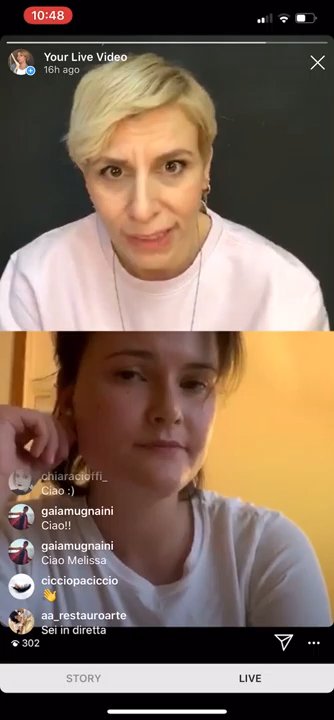 10:48
Your Live Video
16h ago
chiaracioffi_
Ciao :)
gaiamugnaini
Ciao!!
gaiamugnaini
Ciao Melissa
cicciopaciccio
👋
aa_restauroarte
Sei in diretta
302
STORY
LIVE